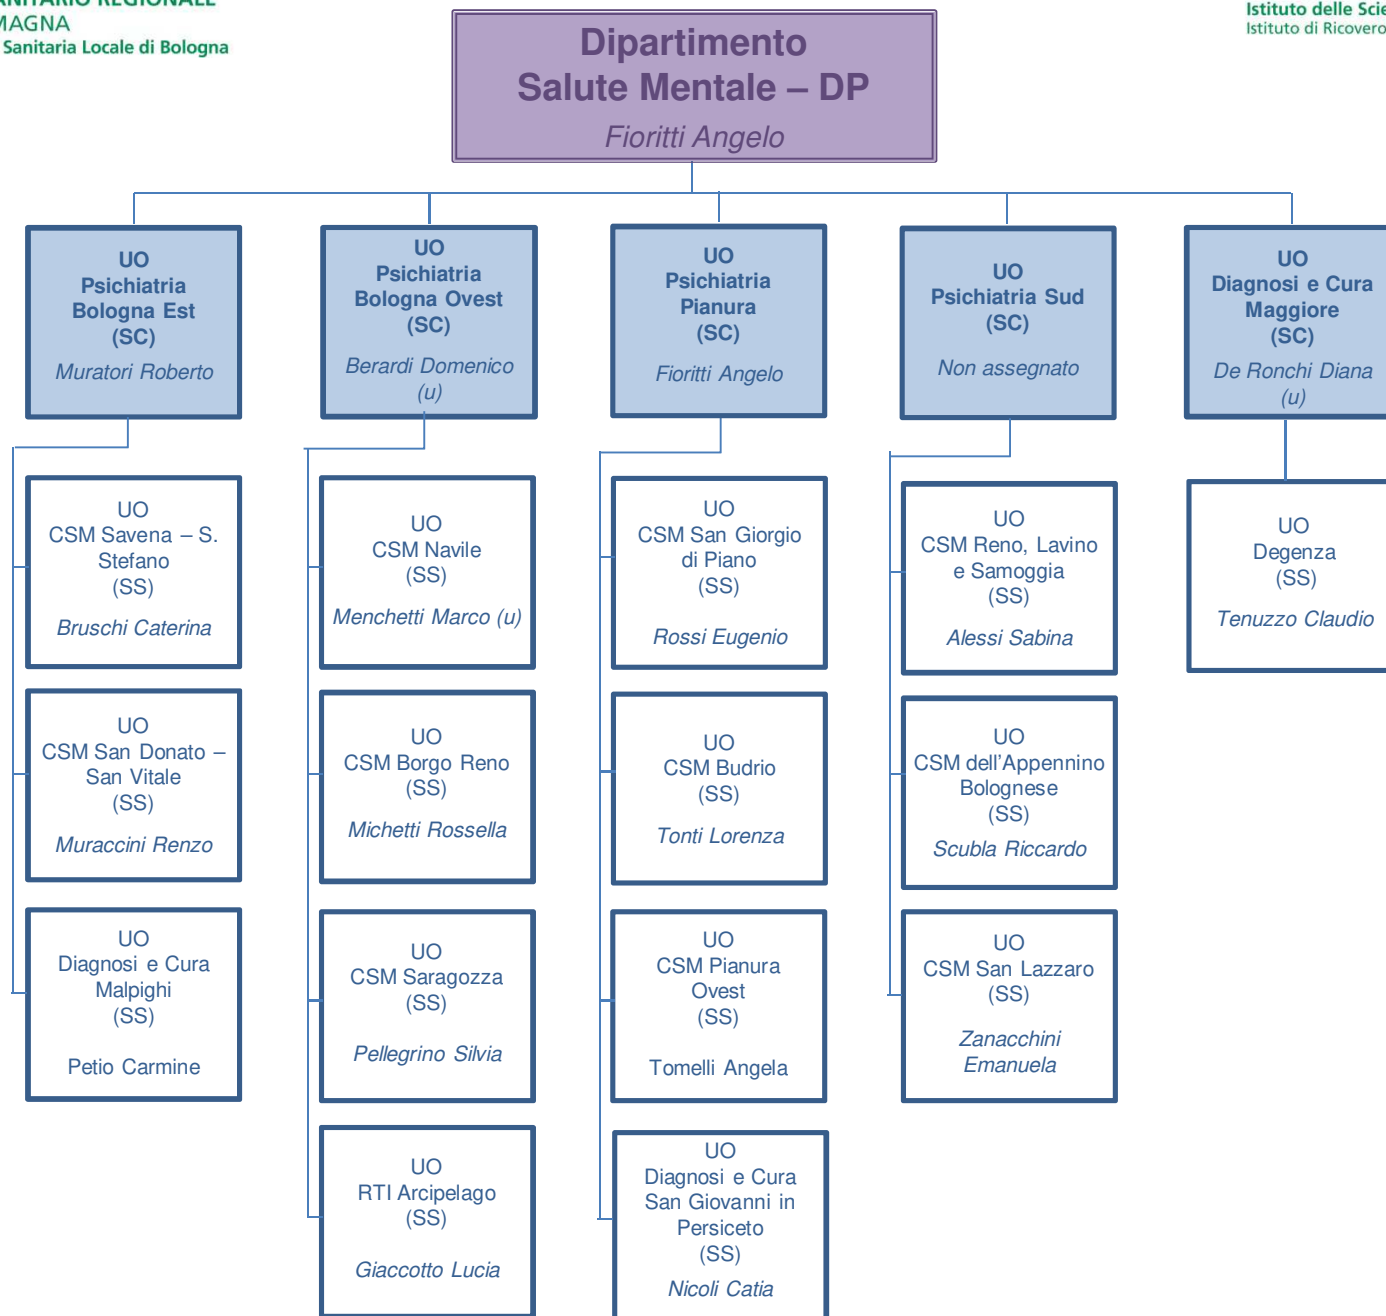 SANITARIO REGIONALE
MAGNA
Sanitaria Locale di Bologna
Istituto delle Scie
Istituto di Ricovero
Dipartimento
Salute Mentale – DP
Fioritti Angelo
UO
Psichiatria
Bologna Est
(SC)
Muratori Roberto
UO
Psichiatria
Bologna Ovest
(SC)
Berardi Domenico
(u)
UO
Psichiatria
Pianura
(SC)
Fioritti Angelo
UO
Psichiatria Sud
(SC)
Non assegnato
UO
Diagnosi e Cura
Maggiore
(SC)
De Ronchi Diana
(u)
UO
CSM Savena – S.
Stefano
(SS)
Bruschi Caterina
UO
CSM Navile
(SS)
Menchetti Marco (u)
UO
CSM San Giorgio
di Piano
(SS)
Rossi Eugenio
UO
CSM Reno, Lavino
e Samoggia
(SS)
Alessi Sabina
UO
Degenza
(SS)
Tenuzzo Claudio
UO
CSM San Donato –
San Vitale
(SS)
Muraccini Renzo
UO
CSM Borgo Reno
(SS)
Michetti Rossella
UO
CSM Budrio
(SS)
Tonti Lorenza
UO
CSM dell'Appennino
Bolognese
(SS)
Scubla Riccardo
UO
Diagnosi e Cura
Malpighi
(SS)
Petio Carmine
UO
CSM Saragozza
(SS)
Pellegrino Silvia
UO
CSM Pianura
Ovest
(SS)
Tomelli Angela
UO
CSM San Lazzaro
(SS)
Zanacchini
Emanuela
UO
RTI Arcipelago
(SS)
Giaccotto Lucia
UO
Diagnosi e Cura
San Giovanni in
Persiceto
(SS)
Nicoli Catia